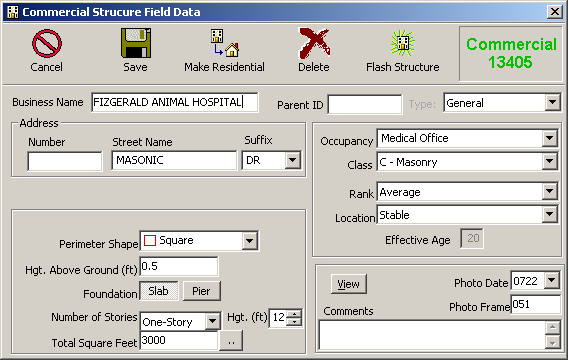 Commercial Strucure Field Data
Cancel Save Make Residential Delete Flash Structure
Commercial
13405
Business Name FIZGERALD ANIMAL HOSPITAL Parent ID Type: General
Address
Number Street Name Suffix
MASONIC DR
Occupancy Medical Office
Class C - Masonry
Rank Average
Location Stable
Effective Age 20
Perimeter Shape Square
Hgt. Above Ground (ft) 0.5
Foundation Slab Pier
Number of Stories One-Story Hgt. (ft) 12
Total Square Feet 3000 ..
View Photo Date 0722
Photo Frame 051
Comments